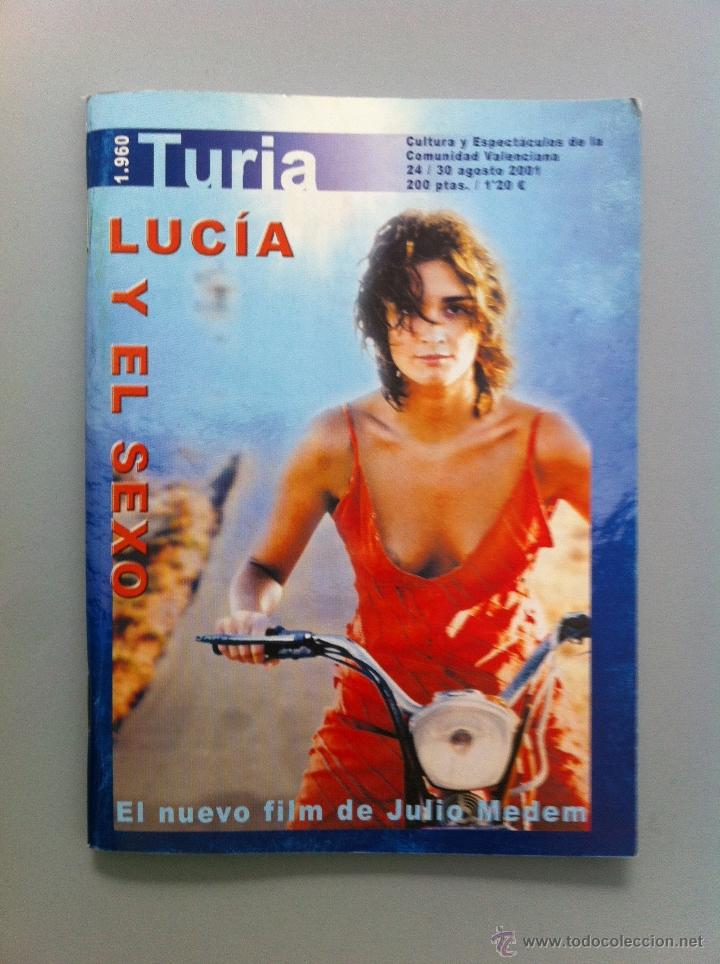 1.960
Turia
Cultura y Espectáculos de la
Comunidad Valenciana
24 / 30 agosto 2001
200 ptas. / 1'20 €
LUCÍA
Y EL SEXO
El nuevo film de Julio Medem
todocoleccion
www.todocoleccion.net